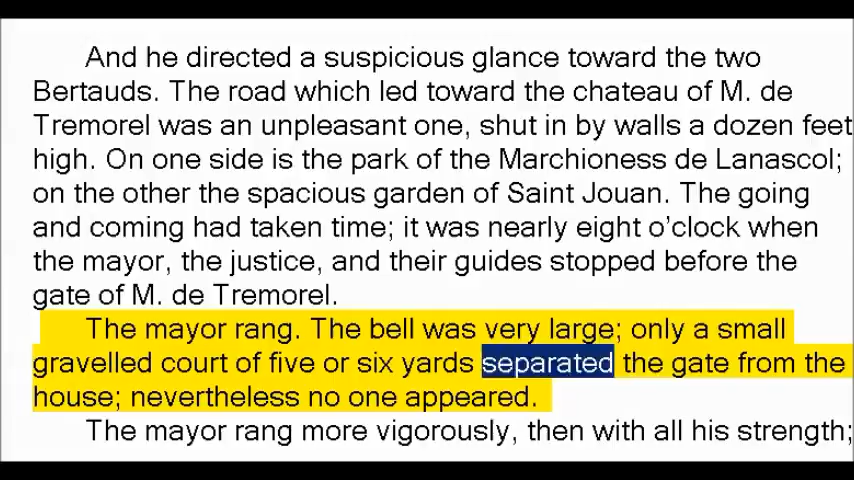 And he directed a suspicious glance toward the two
Bertauds. The road which led toward the chateau of M. de
Tremorel was an unpleasant one, shut in by walls a dozen feet
high. On one side is the park of the Marchioness de Lanascol;
on the other the spacious garden of Saint Jouan. The going
and coming had taken time; it was nearly eight o’clock when
the mayor, the justice, and their guides stopped before the
gate of M. de Tremorel.
The mayor rang. The bell was very large; only a small
gravelled court of five or six yards separated the gate from the
house; nevertheless no one appeared.
The mayor rang more vigorously, then with all his strength;